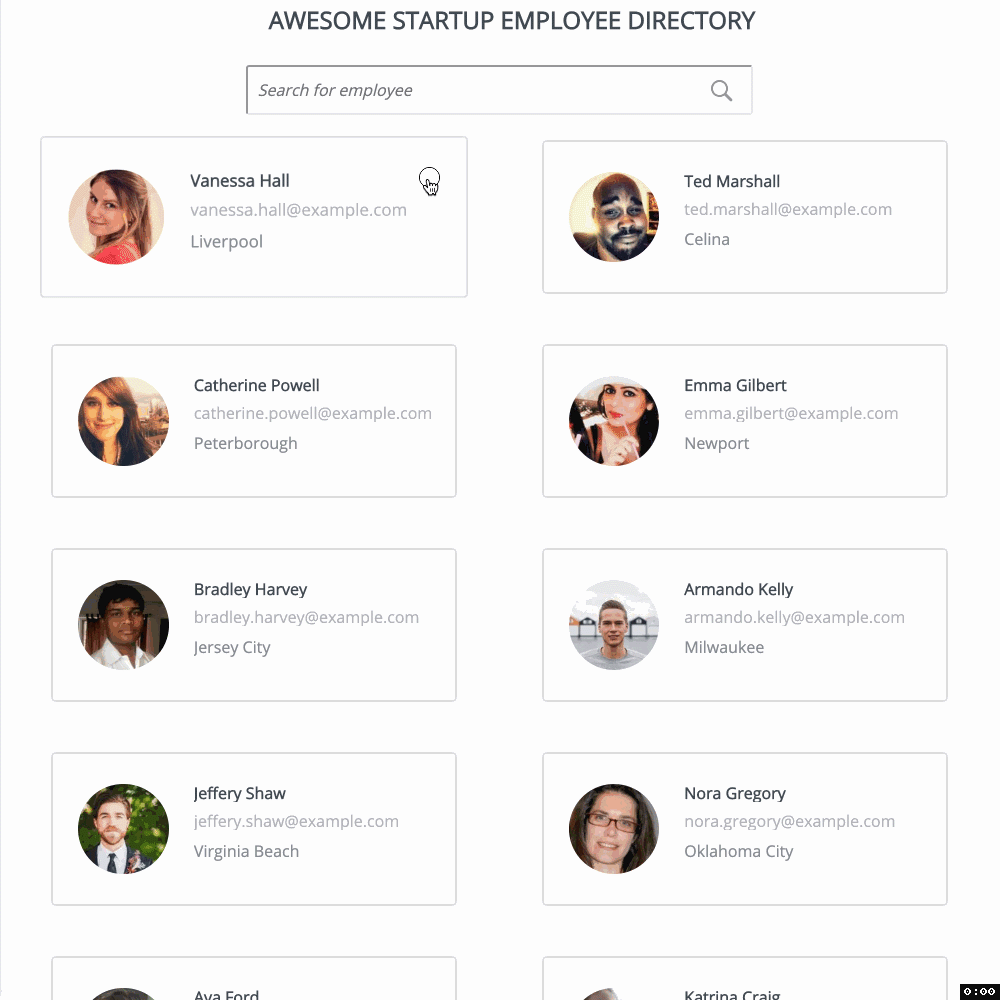 AWESOME STARTUP EMPLOYEE DIRECTORY
Search for employee
Vanessa Hall
vanessa.hall@example.com
Liverpool
Ted Marshall
ted.marshall@example.com
Celina
Catherine Powell
catherine.powell@example.com
Peterborough
Emma Gilbert
emma.gilbert@example.com
Newport
Bradley Harvey
bradley.harvey@example.com
Jersey City
Armando Kelly
armando.kelly@example.com
Milwaukee
Jeffery Shaw
jeffery.shaw@example.com
Virginia Beach
Nora Gregory
nora.gregory@example.com
Oklahoma City
Ava Ford
Katrina Craig
0:00